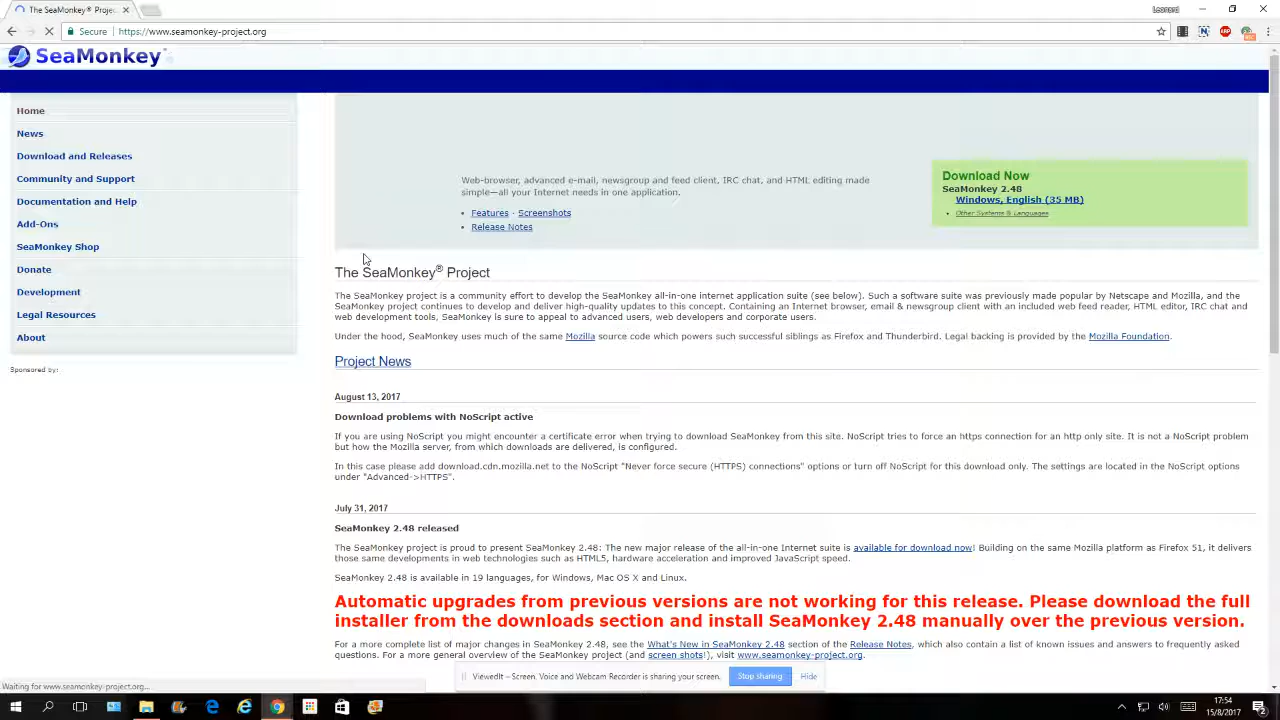 The SeaMonkey® Proje
Leonard
Secure
https://www.seamonkey-project.org
SeaMonkey
Home
News
Download and Releases
Community and Support
Documentation and Help
Add-Ons
SeaMonkey Shop
Donate
Development
Legal Resources
About
Sponsored by:
Web-browser, advanced e-mail, newsgroup and feed client, IRC chat, and HTML editing made
simple—all your Internet needs in one application.
Features · Screenshots
Release Notes
Download Now
SeaMonkey 2.48
Windows, English (35 MB)
Other Systems & Languages
The SeaMonkey® Project
The SeaMonkey project is a community effort to develop the SeaMonkey all-in-one internet application suite (see below). Such a software suite was previously made popular by Netscape and Mozilla, and the
SeaMonkey project continues to develop and deliver high-quality updates to this concept. Containing an Internet browser, email & newsgroup client with an included web feed reader, HTML editor, IRC chat and
web development tools, SeaMonkey is sure to appeal to advanced users, web developers and corporate users.
Under the hood, SeaMonkey uses much of the same Mozilla source code which powers such successful siblings as Firefox and Thunderbird. Legal backing is provided by the Mozilla Foundation.
Project News
August 13, 2017
Download problems with NoScript active
If you are using NoScript you might encounter a certificate error when trying to download SeaMonkey from this site. NoScript tries to force an https connection for an http only site. It is not a NoScript problem
but how the Mozilla server, from which downloads are delivered, is configured.
In this case please add download.cdn.mozilla.net to the NoScript "Never force secure (HTTPS) connections" options or turn off NoScript for this download only. The settings are located in the NoScript options
under "Advanced->HTTPS".
July 31, 2017
SeaMonkey 2.48 released
The SeaMonkey project is proud to present SeaMonkey 2.48: The new major release of the all-in-one Internet suite is available for download now! Building on the same Mozilla platform as Firefox 51, it delivers
those developments in web technologies such as HTML5, hardware acceleration and improved JavaScript speed.
SeaMonkey 2.48 is available in 19 languages, for Windows, Mac OS X and Linux.
Automatic upgrades from previous versions are not working for this release. Please download the full
installer from the downloads section and install SeaMonkey 2.48 manually over the previous version.
For a more complete list of major changes in SeaMonkey 2.48, see the What's New in SeaMonkey 2.48 section of the Release Notes, which also contain a list of known issues and answers to frequently asked
questions. For a more general overview of the SeaMonkey project (and screen shots!), visit www.seamonkey-project.org.
ViewedIt – Screen, Voice and Webcam Recorder is sharing your screen.
Stop sharing
Hide
Waiting for www.seamonkey-project.org...
17:54
15/8/2017